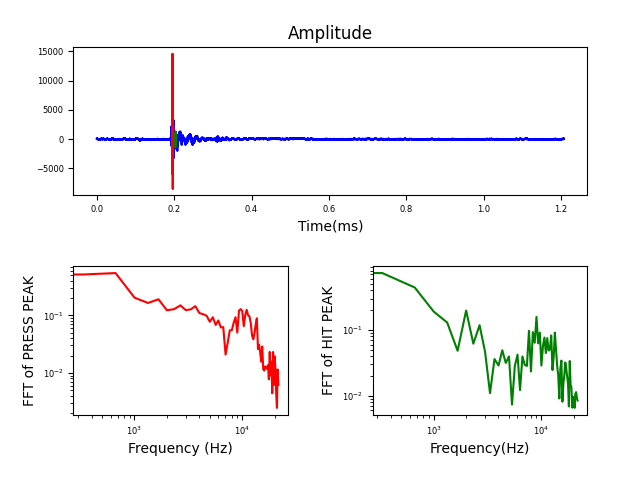 Amplitude
15000
10000
5000
0
−5000
0.0 0.2 0.4 0.6 0.8 1.0 1.2
Time(ms)
FFT of PRESS PEAK
10⁻¹
10⁻²
10³ 10⁴
Frequency (Hz)
FFT of HIT PEAK
10⁻¹
10⁻²
10³ 10⁴
Frequency(Hz)